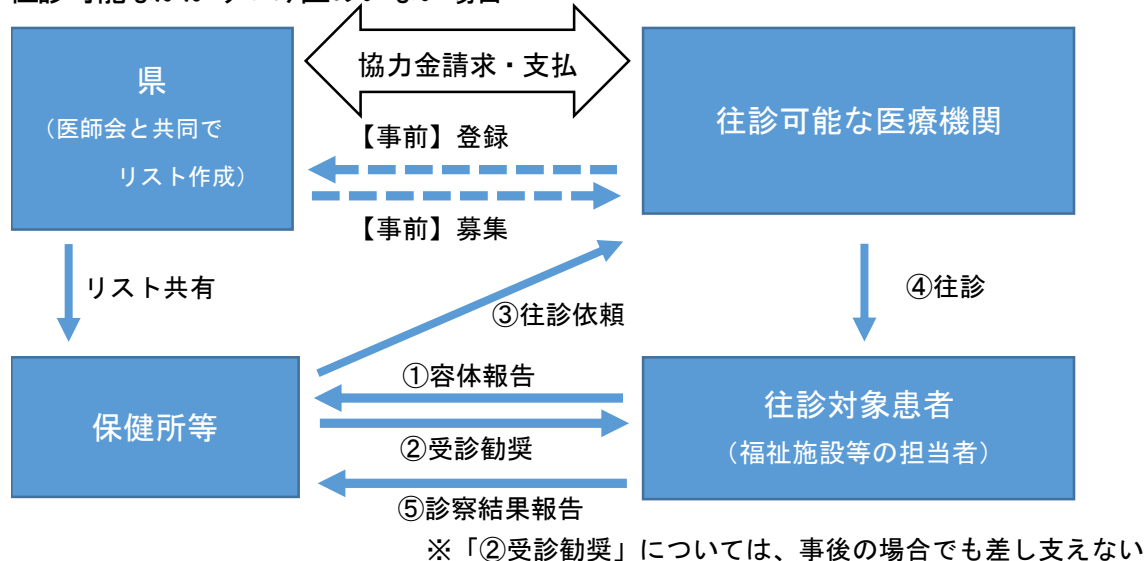 協力金請求・支払
県
（医師会と共同で
リスト作成）
往診可能な医療機関
【事前】登録
【事前】募集
リスト共有
③往診依頼
④往診
①容体報告
保健所等
往診対象患者
（福祉施設等の担当者）
②受診勧奨
⑤診察結果報告
※「②受診勧奨」については、事後の場合でも差し支えない